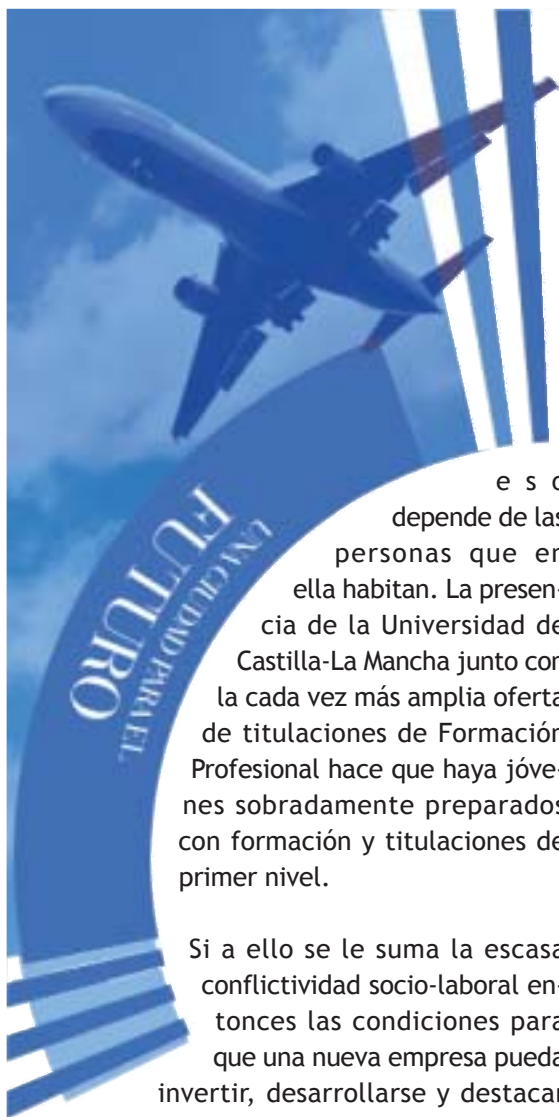 UNA CIUDAD PARA EL
FUTURO
e s o
depende de las
personas que en
ella habitan. La presen-
cia de la Universidad de
Castilla-La Mancha junto con
la cada vez más amplia oferta
de titulaciones de Formación
Profesional hace que haya jóve-
nes sobradamente preparados
con formación y titulaciones de
primer nivel.
Si a ello se le suma la escasa
conflictividad socio-laboral en-
tonces las condiciones para
que una nueva empresa pueda
invertir, desarrollarse y destacar